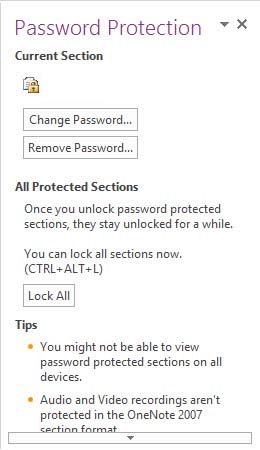 Password Protection
Current Section
Change Password...
Remove Password...
All Protected Sections
Once you unlock password protected
sections, they stay unlocked for a while.
You can lock all sections now.
(CTRL+ALT+L)
Lock All
Tips
You might not be able to view
password protected sections on all
devices.
Audio and Video recordings aren't
protected in the OneNote 2007
section format.